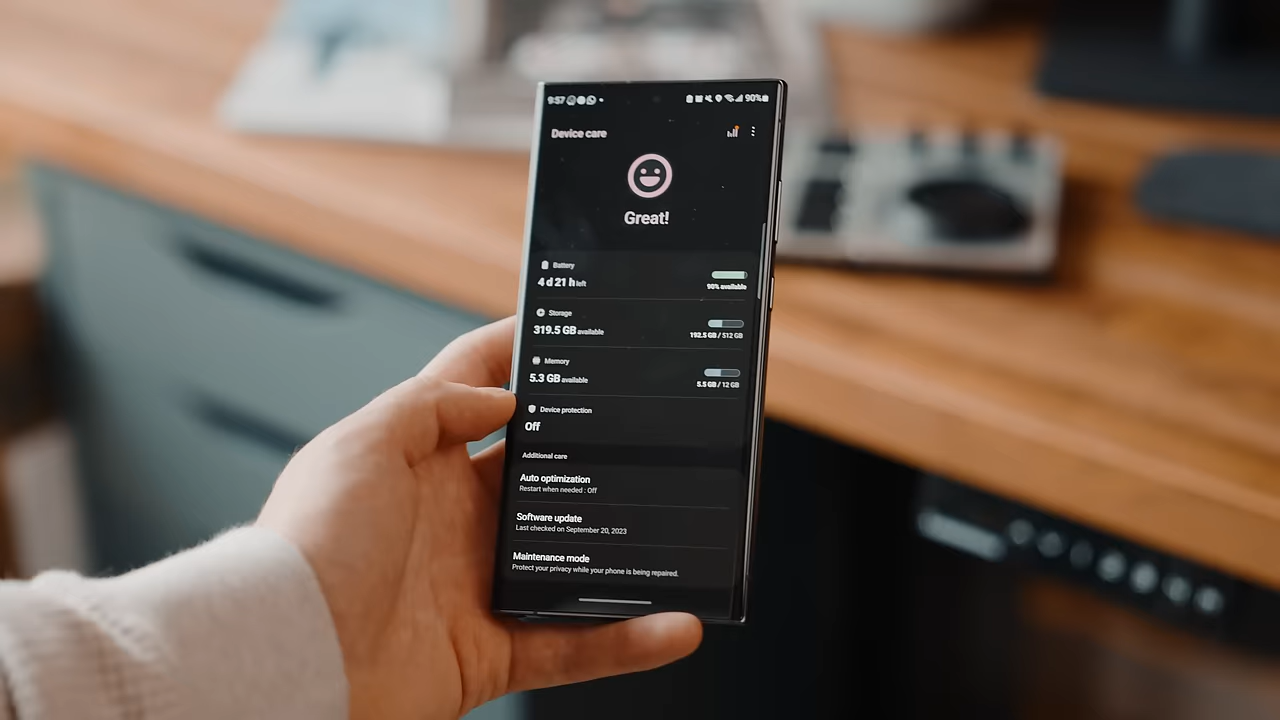 9:57 90%
Device care
Great!
Battery
4 d 21 h left
90% available
Storage
319.5 GB available
192.5 GB / 512 GB
Memory
5.3 GB available
5.5 GB / 12 GB
Device protection
Off
Additional care
Auto optimization
Restart when needed : Off
Software update
Last checked on September 20, 2023
Maintenance mode
Protect your privacy while your phone is being repaired.